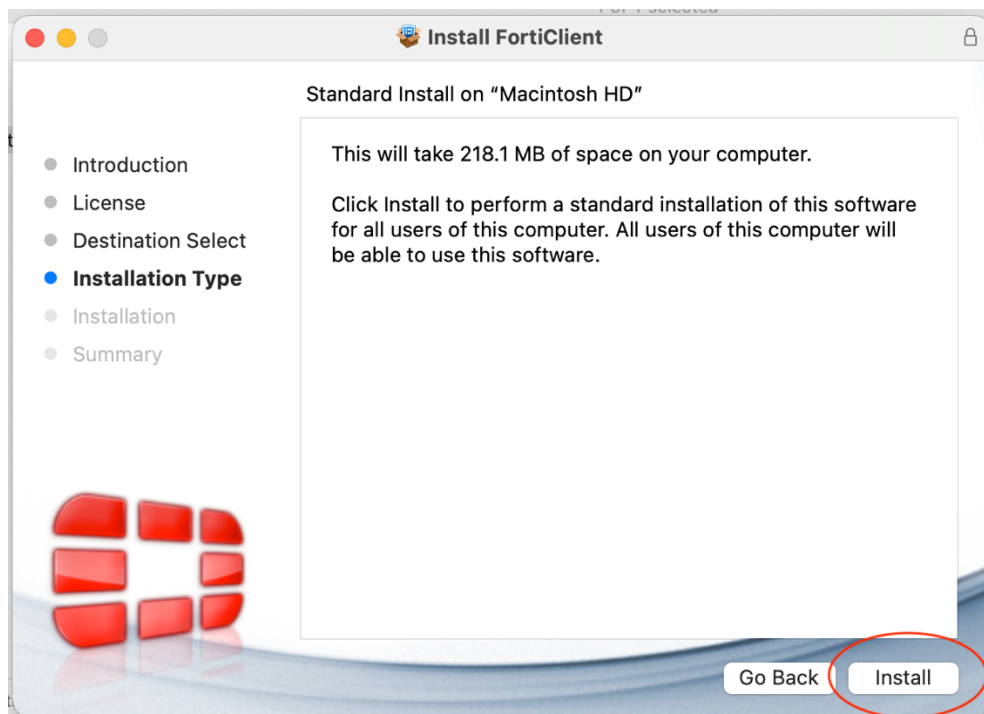 Install FortiClient
Standard Install on “Macintosh HD”
Introduction
License
Destination Select
Installation Type
Installation
Summary
This will take 218.1 MB of space on your computer.
Click Install to perform a standard installation of this software
for all users of this computer. All users of this computer will
be able to use this software.
Go Back
Install